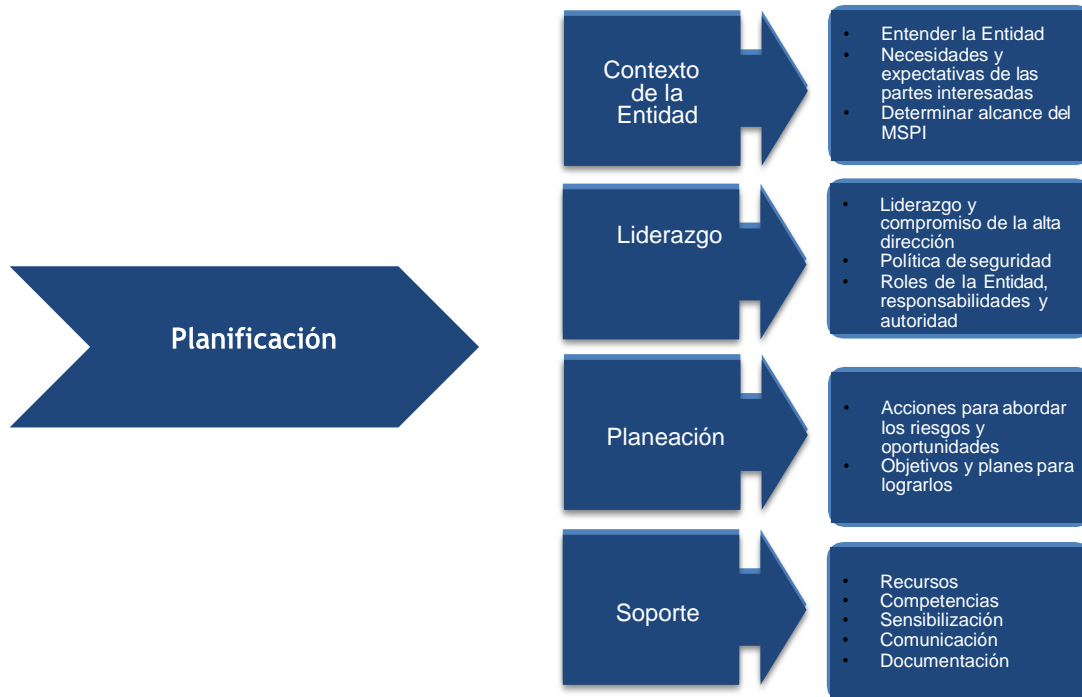 Planificación
Contexto
de la
Entidad
• Entender la Entidad
• Necesidades y
expectativas de las
partes interesadas
• Determinar alcance del
MSPI
Liderazgo
• Liderazgo y
compromiso de la alta
dirección
• Política de seguridad
• Roles de la Entidad,
responsabilidades y
autoridad
Planeación
• Acciones para abordar
los riesgos y
oportunidades
• Objetivos y planes para
lograrlos
Soporte
• Recursos
• Competencias
• Sensibilización
• Comunicación
• Documentación